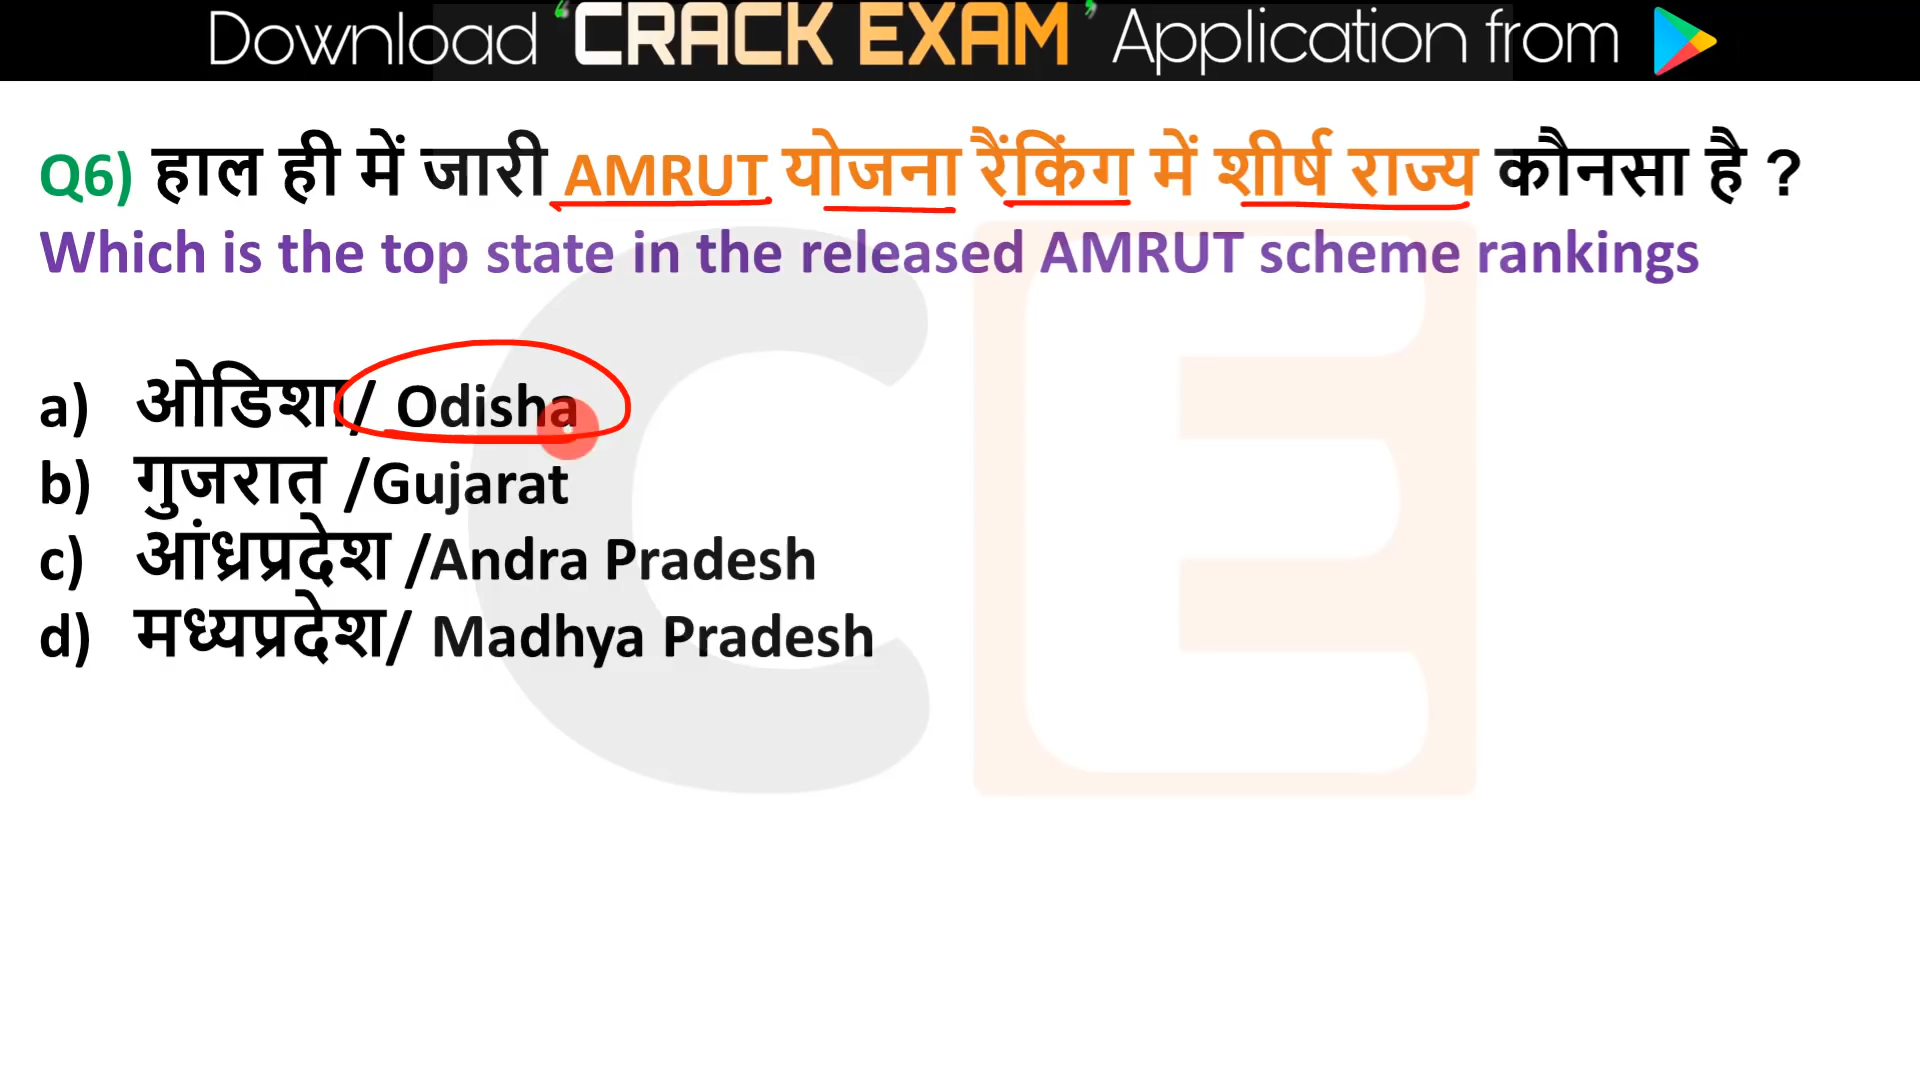 Download ‘CRACK EXAM’ Application from
Q6) हाल ही में जारी AMRUT योजना रैंकिंग में शीर्ष राज्य कौनसा है ?
Which is the top state in the released AMRUT scheme rankings
a) ओडिशा/ Odisha
b) गुजरात /Gujarat
c) आंध्रप्रदेश /Andra Pradesh
d) मध्यप्रदेश/ Madhya Pradesh
CE